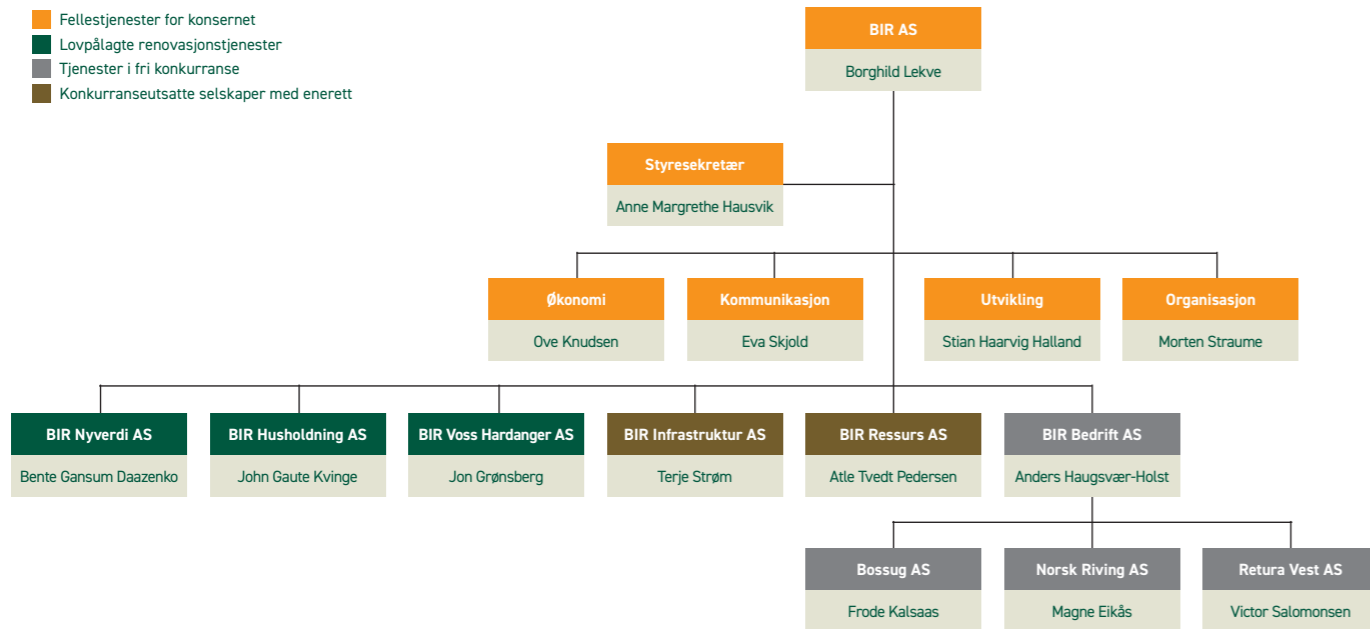 Fellestjenester for konsernet
Lovpålagte renovasjonstjenester
Tjenester i fri konkurranse
Konkurranseutsatte selskaper med enerett
BIR AS
Borghild Lekve
Styresekretær
Anne Margrethe Hausvik
Økonomi
Ove Knudsen
Kommunikasjon
Eva Skjold
Utvikling
Stian Haarvig Halland
Organisasjon
Morten Straume
BIR Nyverdi AS
Bente Gansum Daazenko
BIR Husholdning AS
John Gaute Kvinge
BIR Voss Hardanger AS
Jon Grønsberg
BIR Infrastruktur AS
Terje Strøm
BIR Ressurs AS
Atle Tvedt Pedersen
BIR Bedrift AS
Anders Haugsvær-Holst
Bossug AS
Frode Kalsaas
Norsk Riving AS
Magne Eikås
Retura Vest AS
Victor Salomonsen